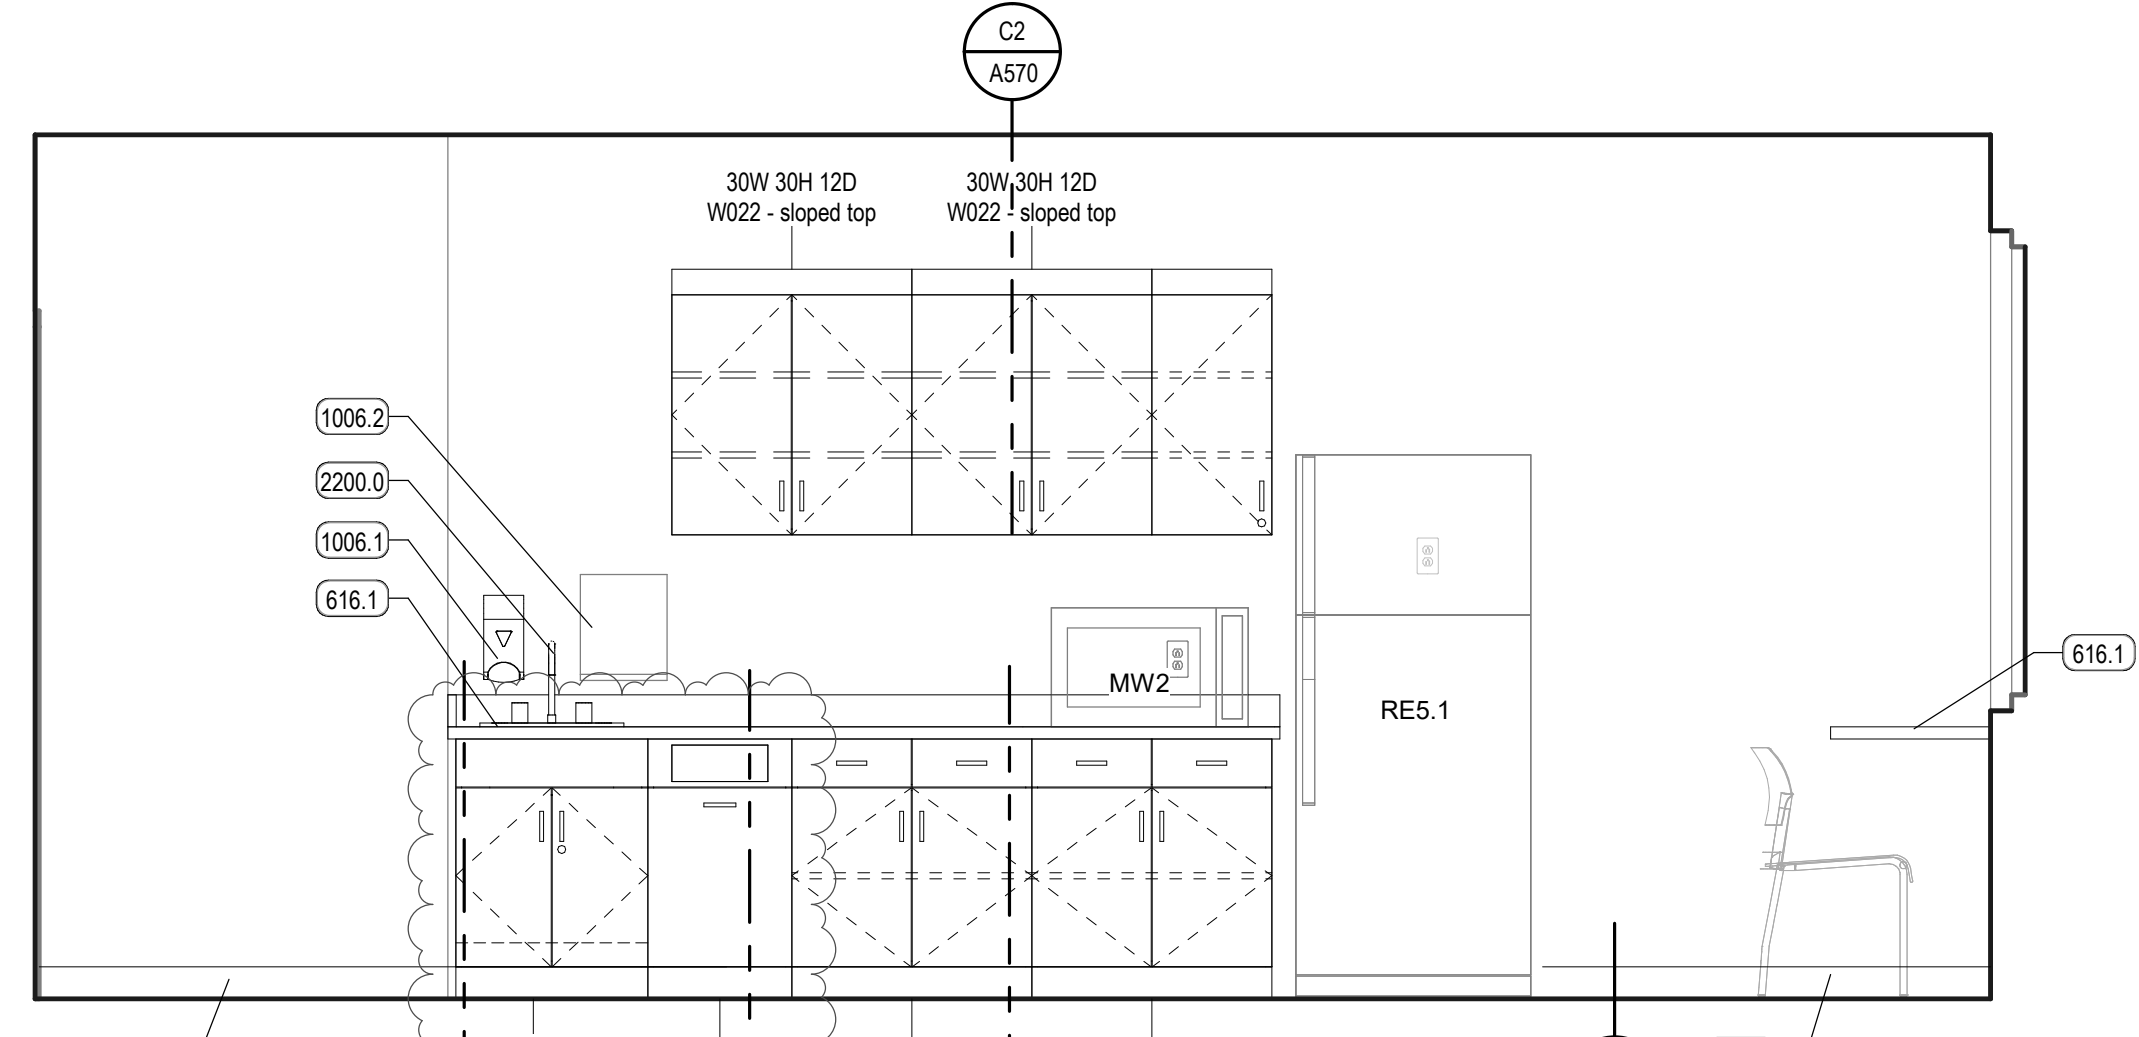 C2
A570
30W 30H 12D
W022 - sloped top
30W 30H 12D
W022 - sloped top
1006.2
2200.0
1006.1
616.1
616.1
MW2
RE5.1